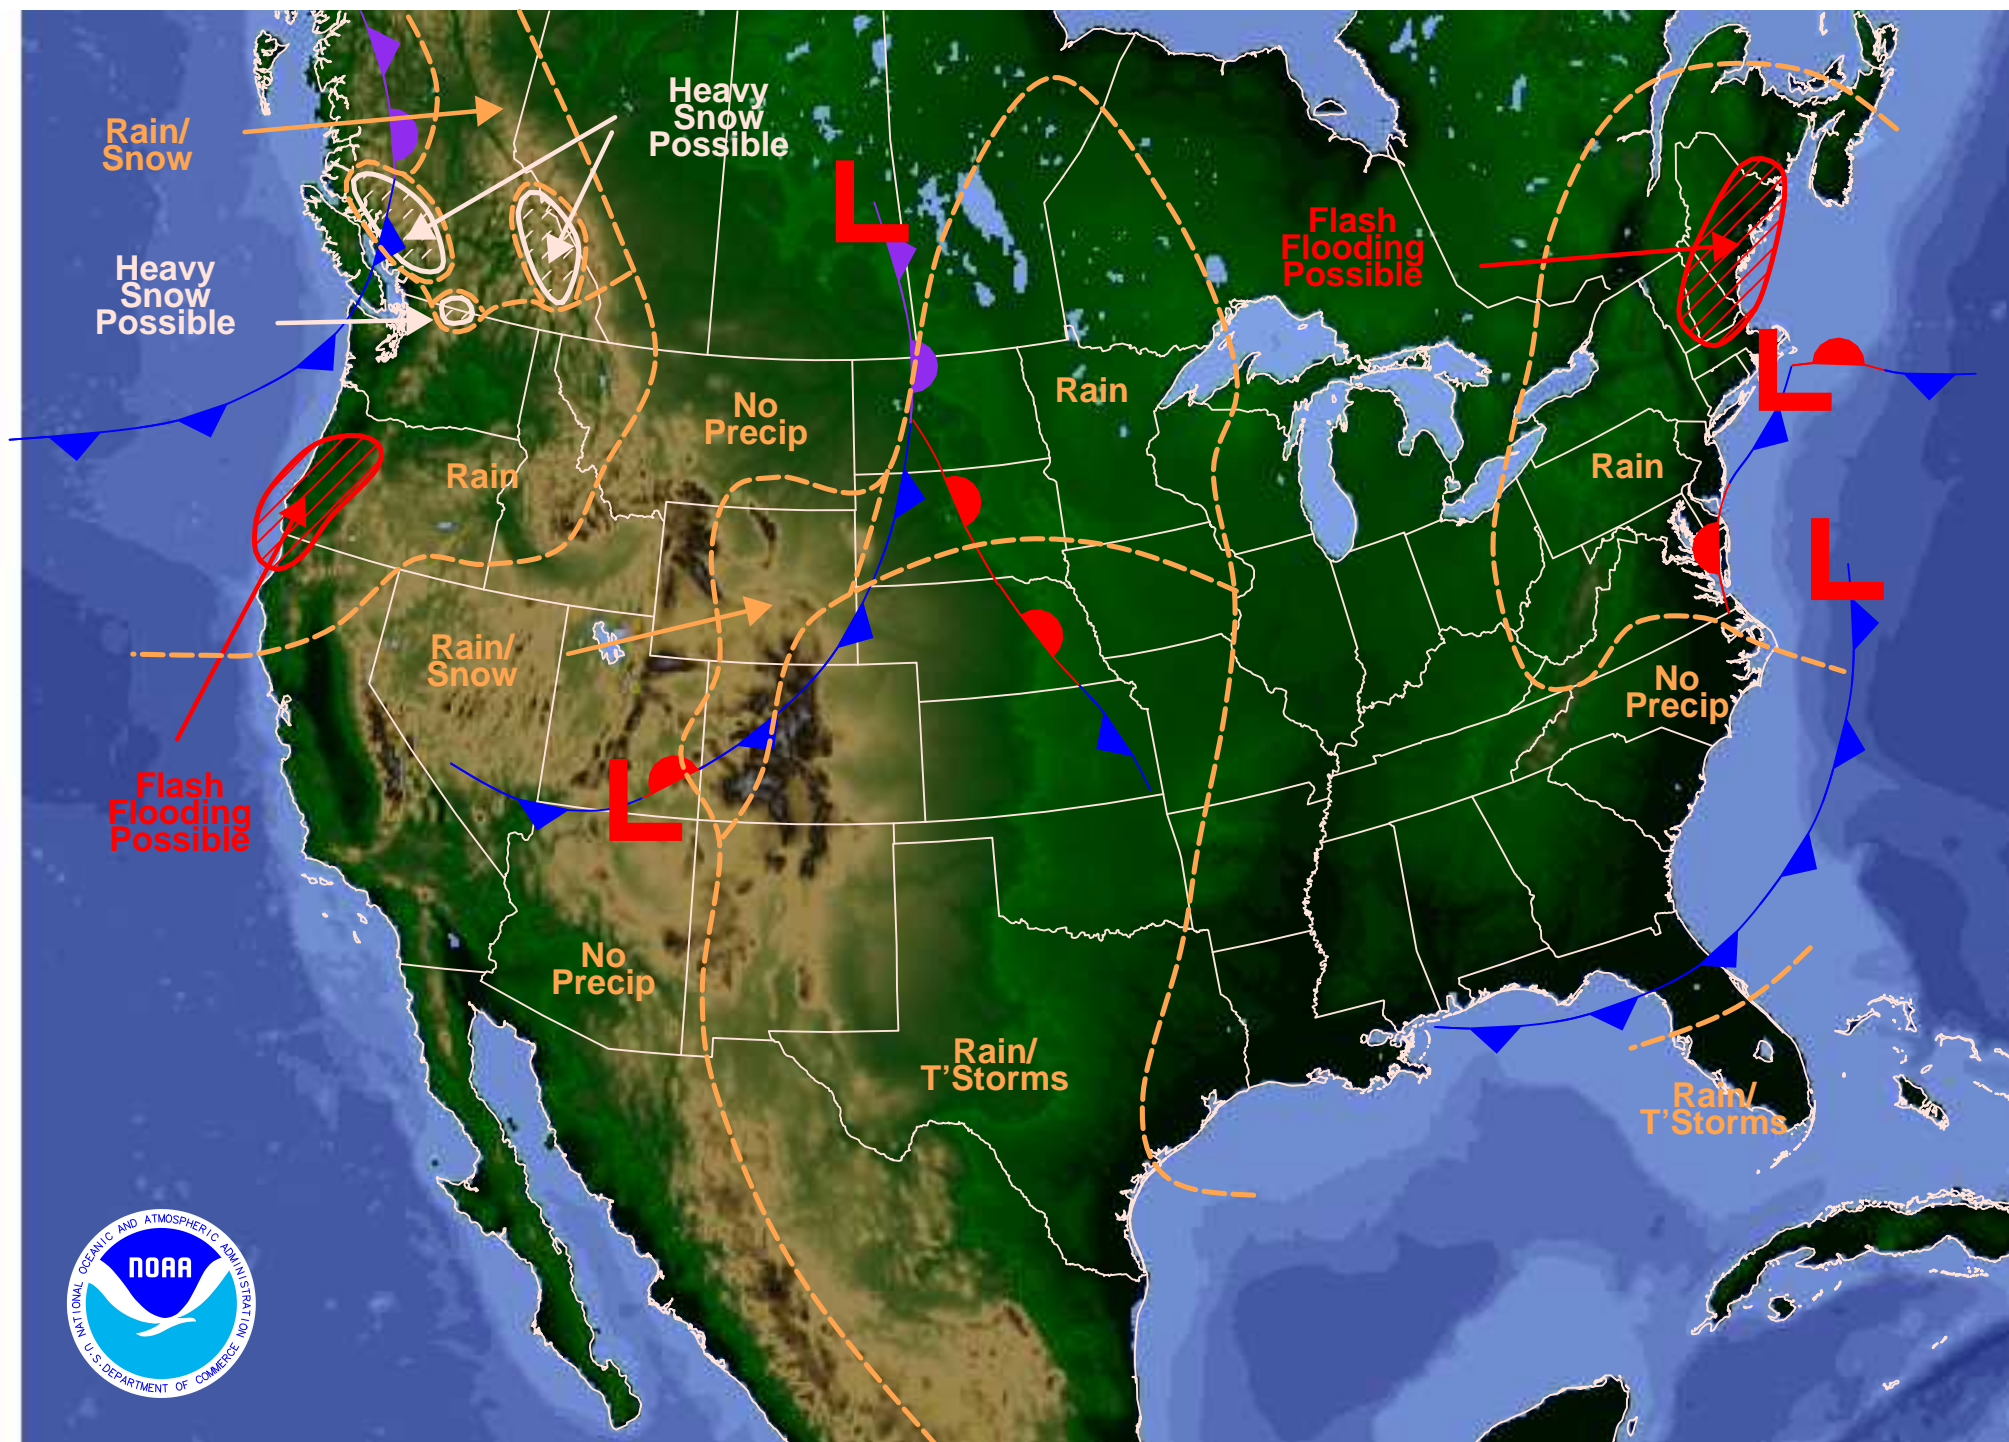 Rain/
Snow
Heavy
Snow
Possible
Heavy
Snow
Possible
L
Flash
Flooding
Possible
No
Precip
Rain
L
Rain
Rain
L
Rain/
Snow
No
Precip
L
Flash
Flooding
Possible
No
Precip
Rain/
T'Storms
Rain/
T'Storms
NATIONAL OCEANIC AND ATMOSPHERIC ADMINISTRATION
NOAA
U.S. DEPARTMENT OF COMMERCE